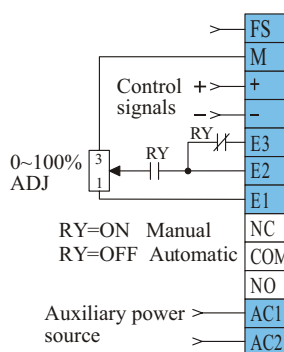 FS
M
Control signals
+
+
−
−
RY
E3
0~100% ADJ
3
1
RY
E2
E1
RY=ON Manual
NC
RY=OFF Automatic
COM
NO
Auxiliary power source
AC1
AC2